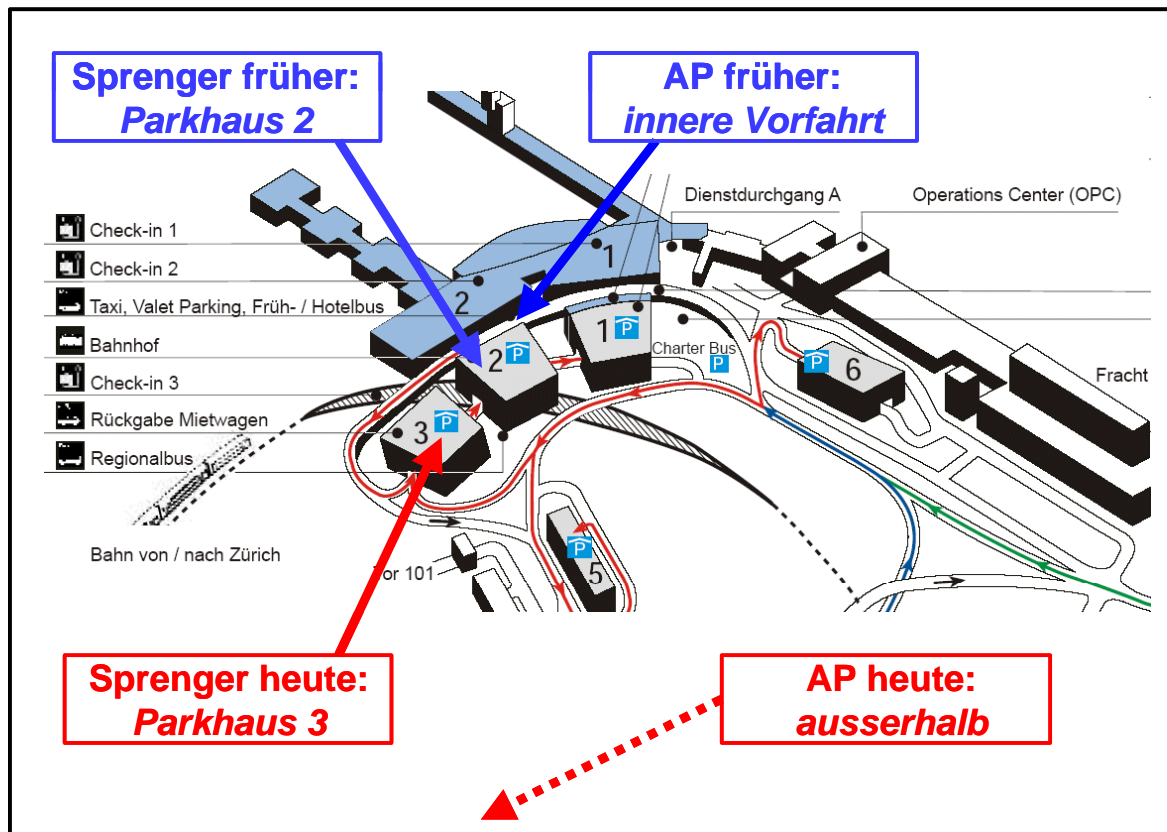 Sprenger früher:
Parkhaus 2
AP früher:
innere Vorfahrt
Dienstdurchgang A
Operations Center (OPC)
Check-in 1
Check-in 2
Taxi, Valet Parking, Früh- / Hotelbus
Bahnhof
Check-in 3
Rückgabe Mietwagen
Regionalbus
1
2
1 P
2 P
3 P
Charter Bus
P
P 6
Fracht
Bahn von / nach Zürich
Tor 101
P
5
Sprenger heute:
Parkhaus 3
AP heute:
ausserhalb